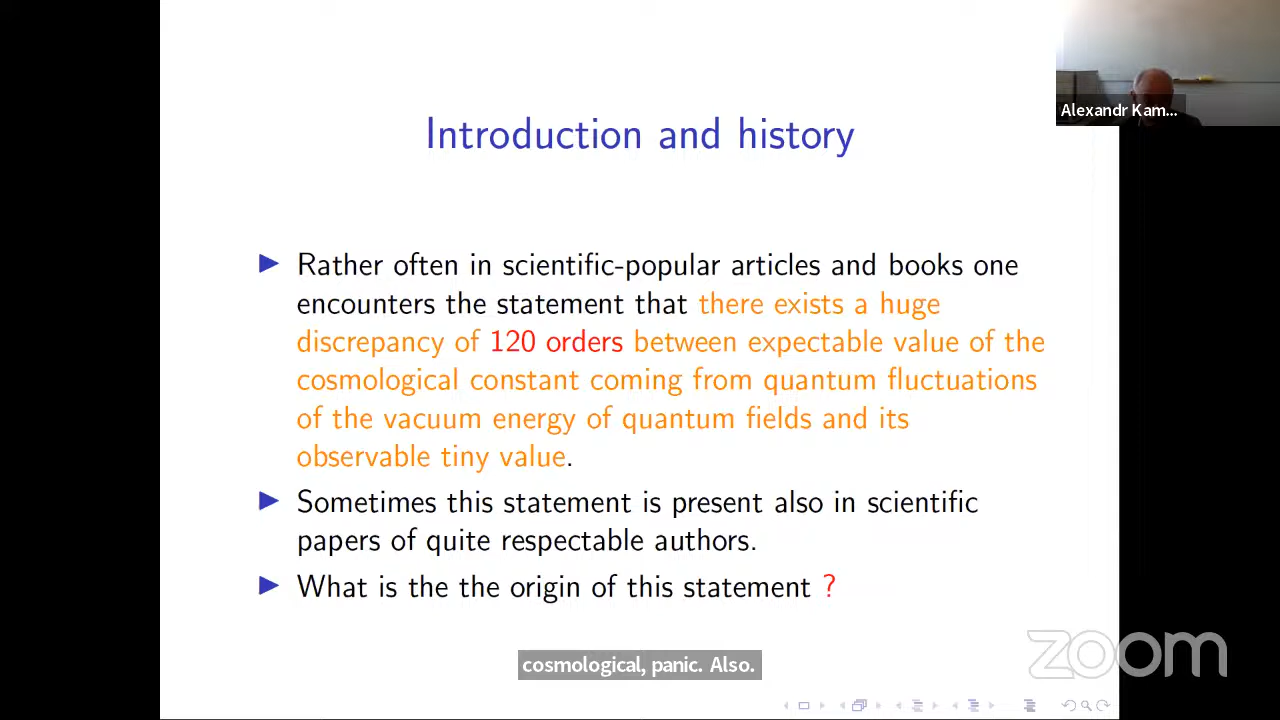 Alexandr Kam...
Introduction and history
Rather often in scientific-popular articles and books one
encounters the statement that there exists a huge
discrepancy of 120 orders between expectable value of the
cosmological constant coming from quantum fluctuations
of the vacuum energy of quantum fields and its
observable tiny value.
Sometimes this statement is present also in scientific
papers of quite respectable authors.
What is the the origin of this statement ?
zoom
cosmological, panic. Also.